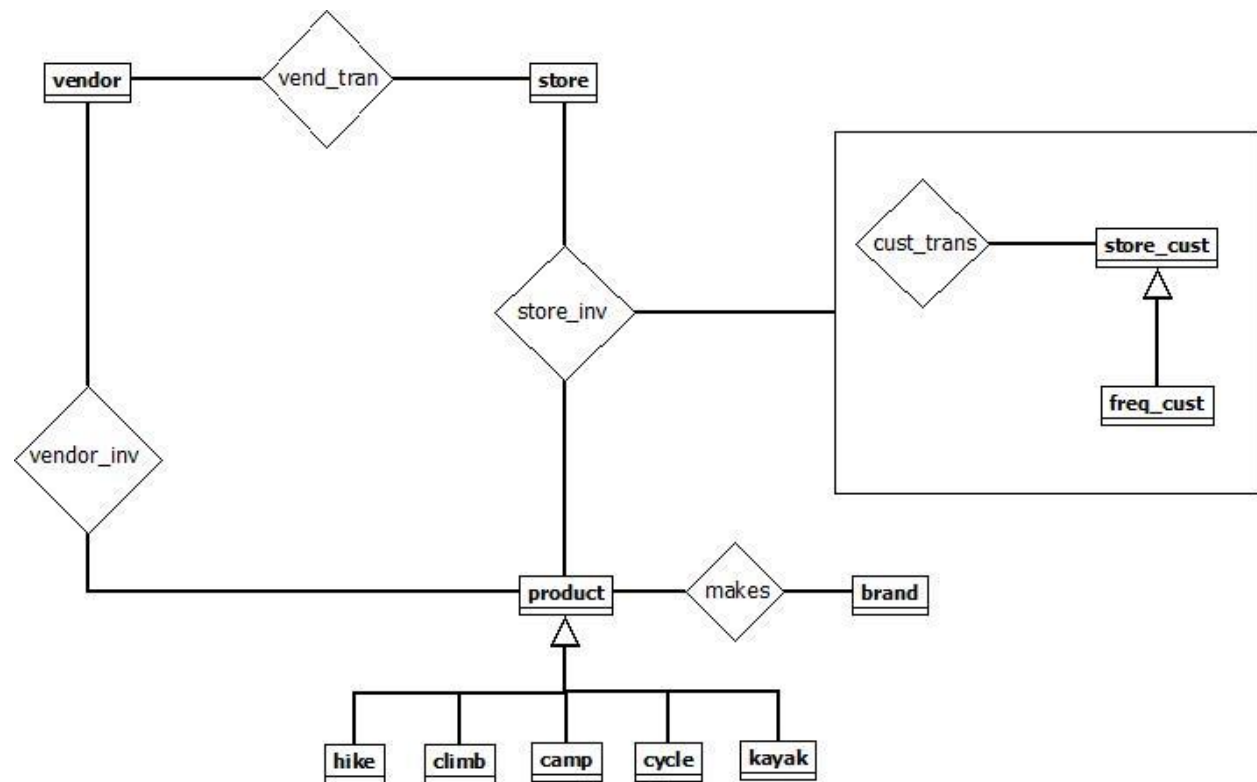 vendor
vend_tran
store
cust_trans
store_cust
store_inv
freq_cust
vendor_inv
product
makes
brand
hike
climb
camp
cycle
kayak